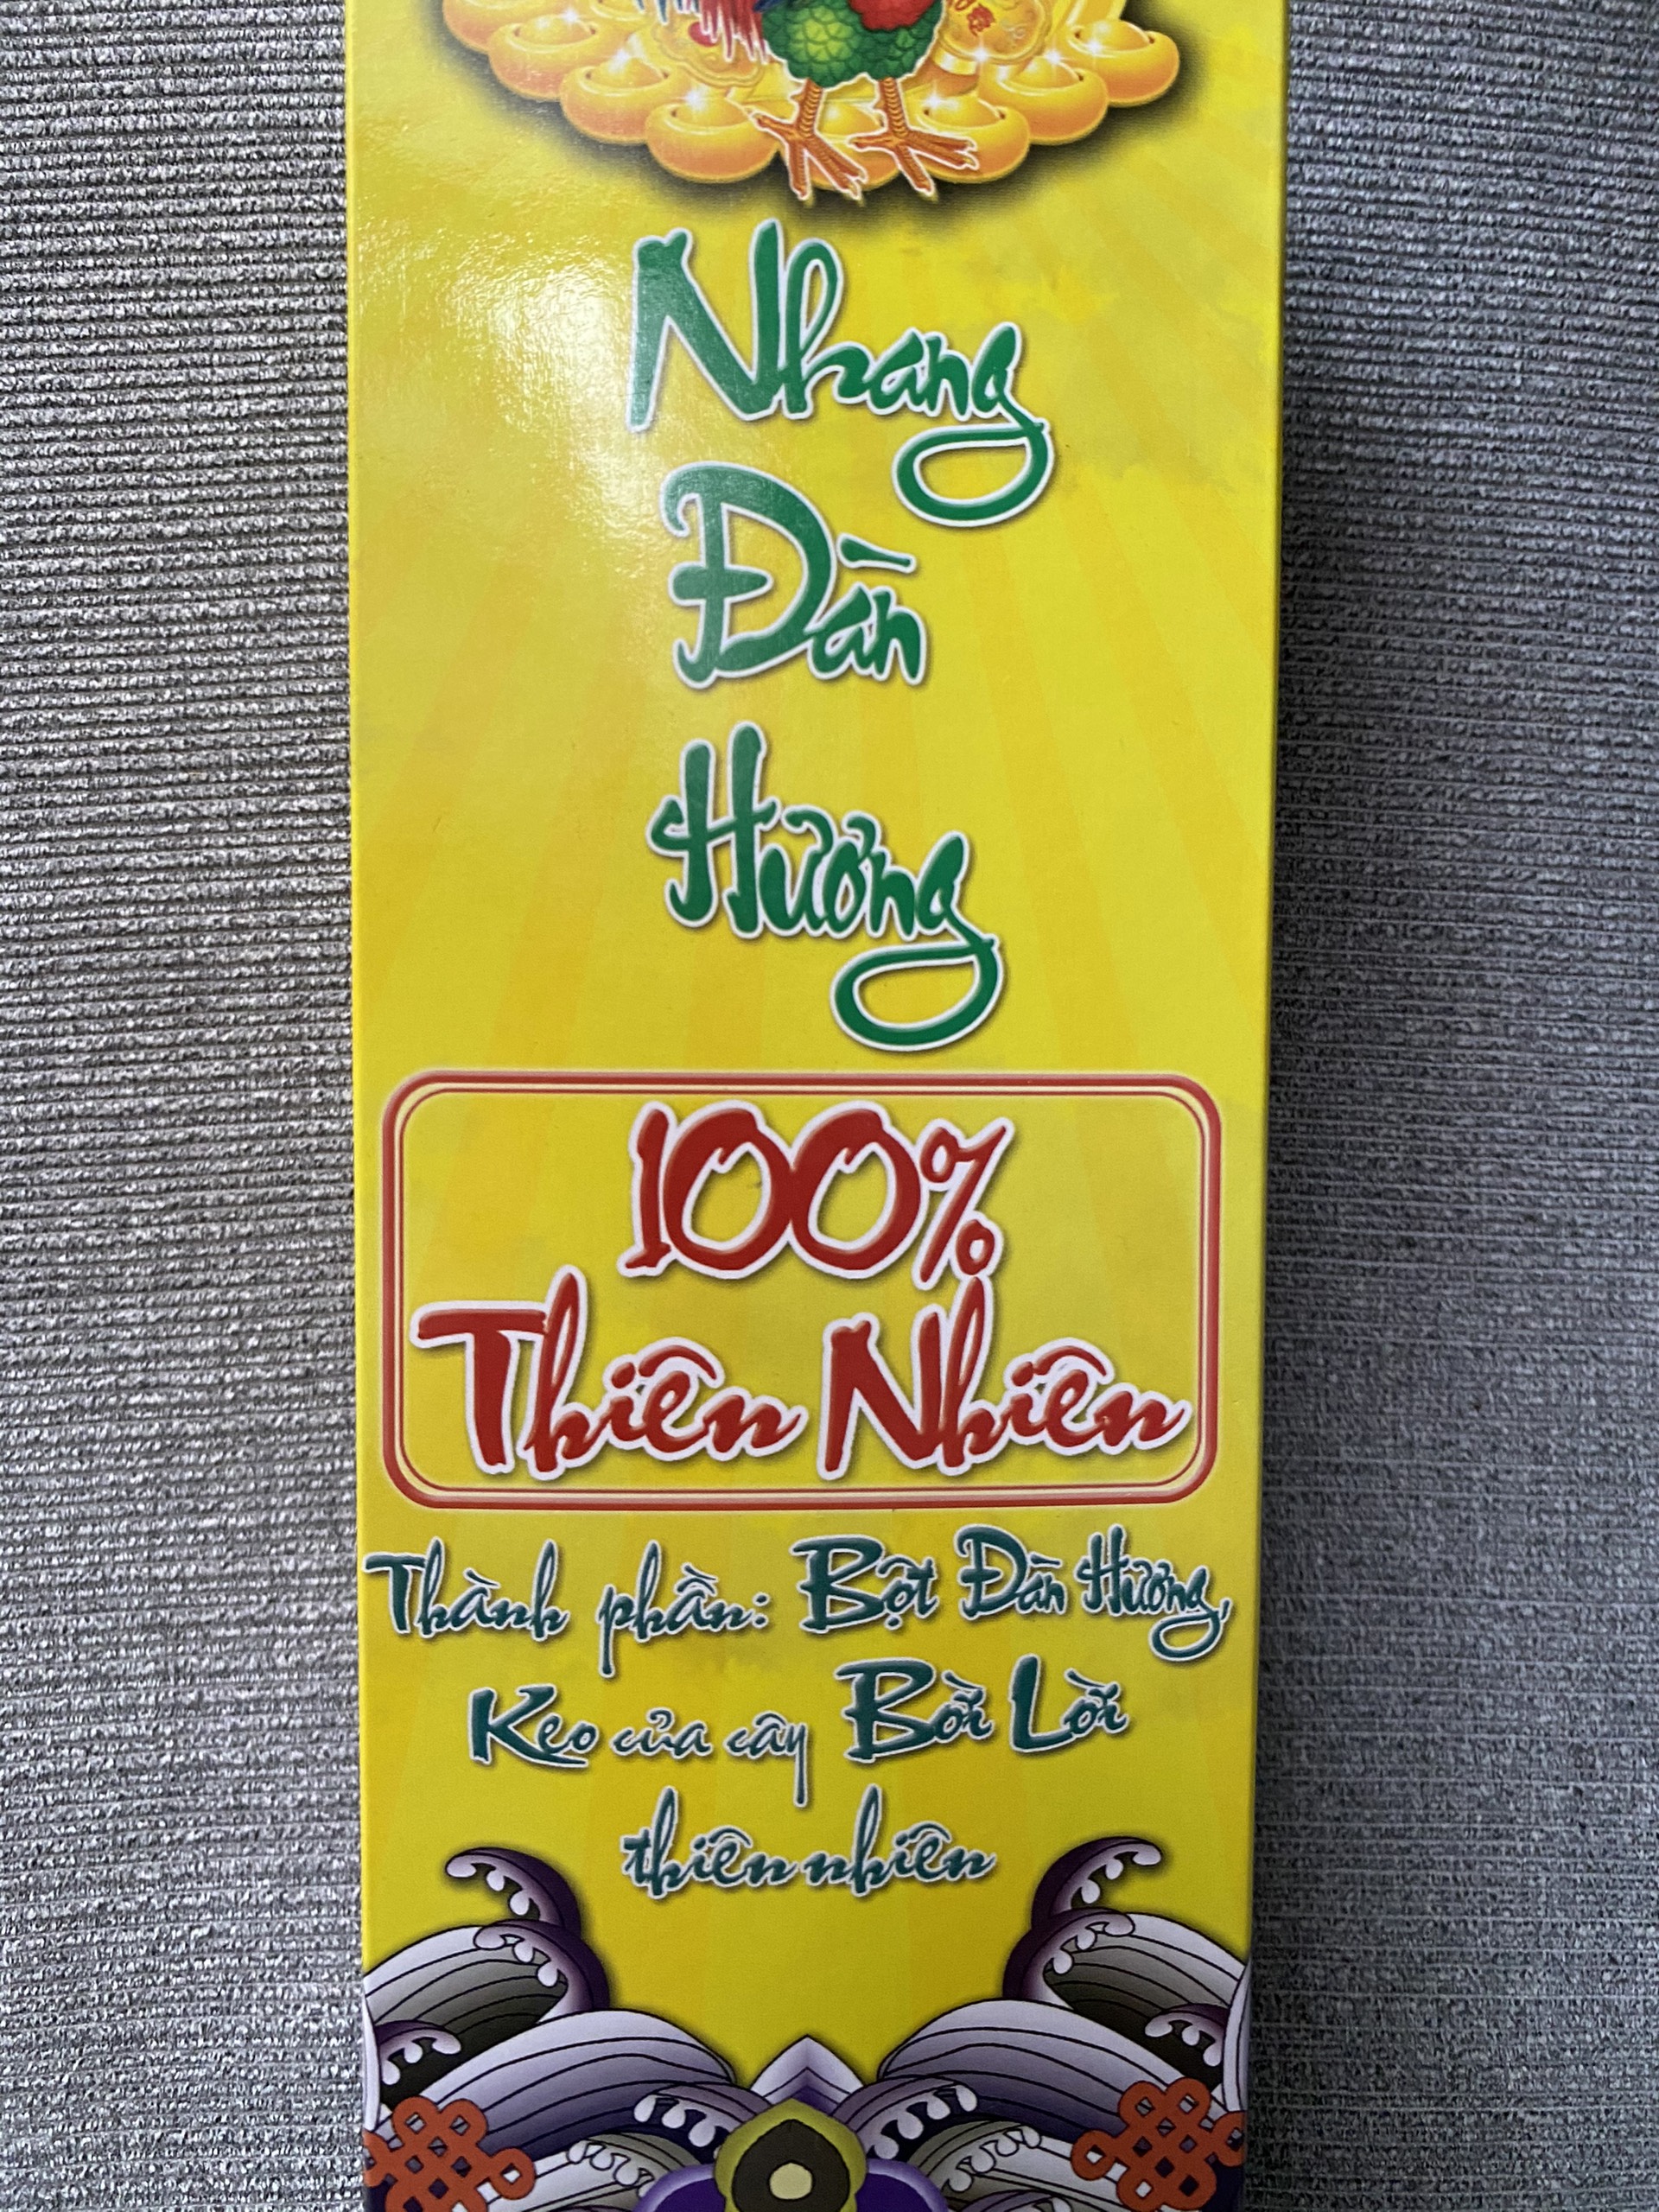 Nhang
Đàn
Hương
100%
Thiên Nhiên
Thành phần: Bột Đàn Hương,
Keo của cây Bời Lời
thiên nhiên